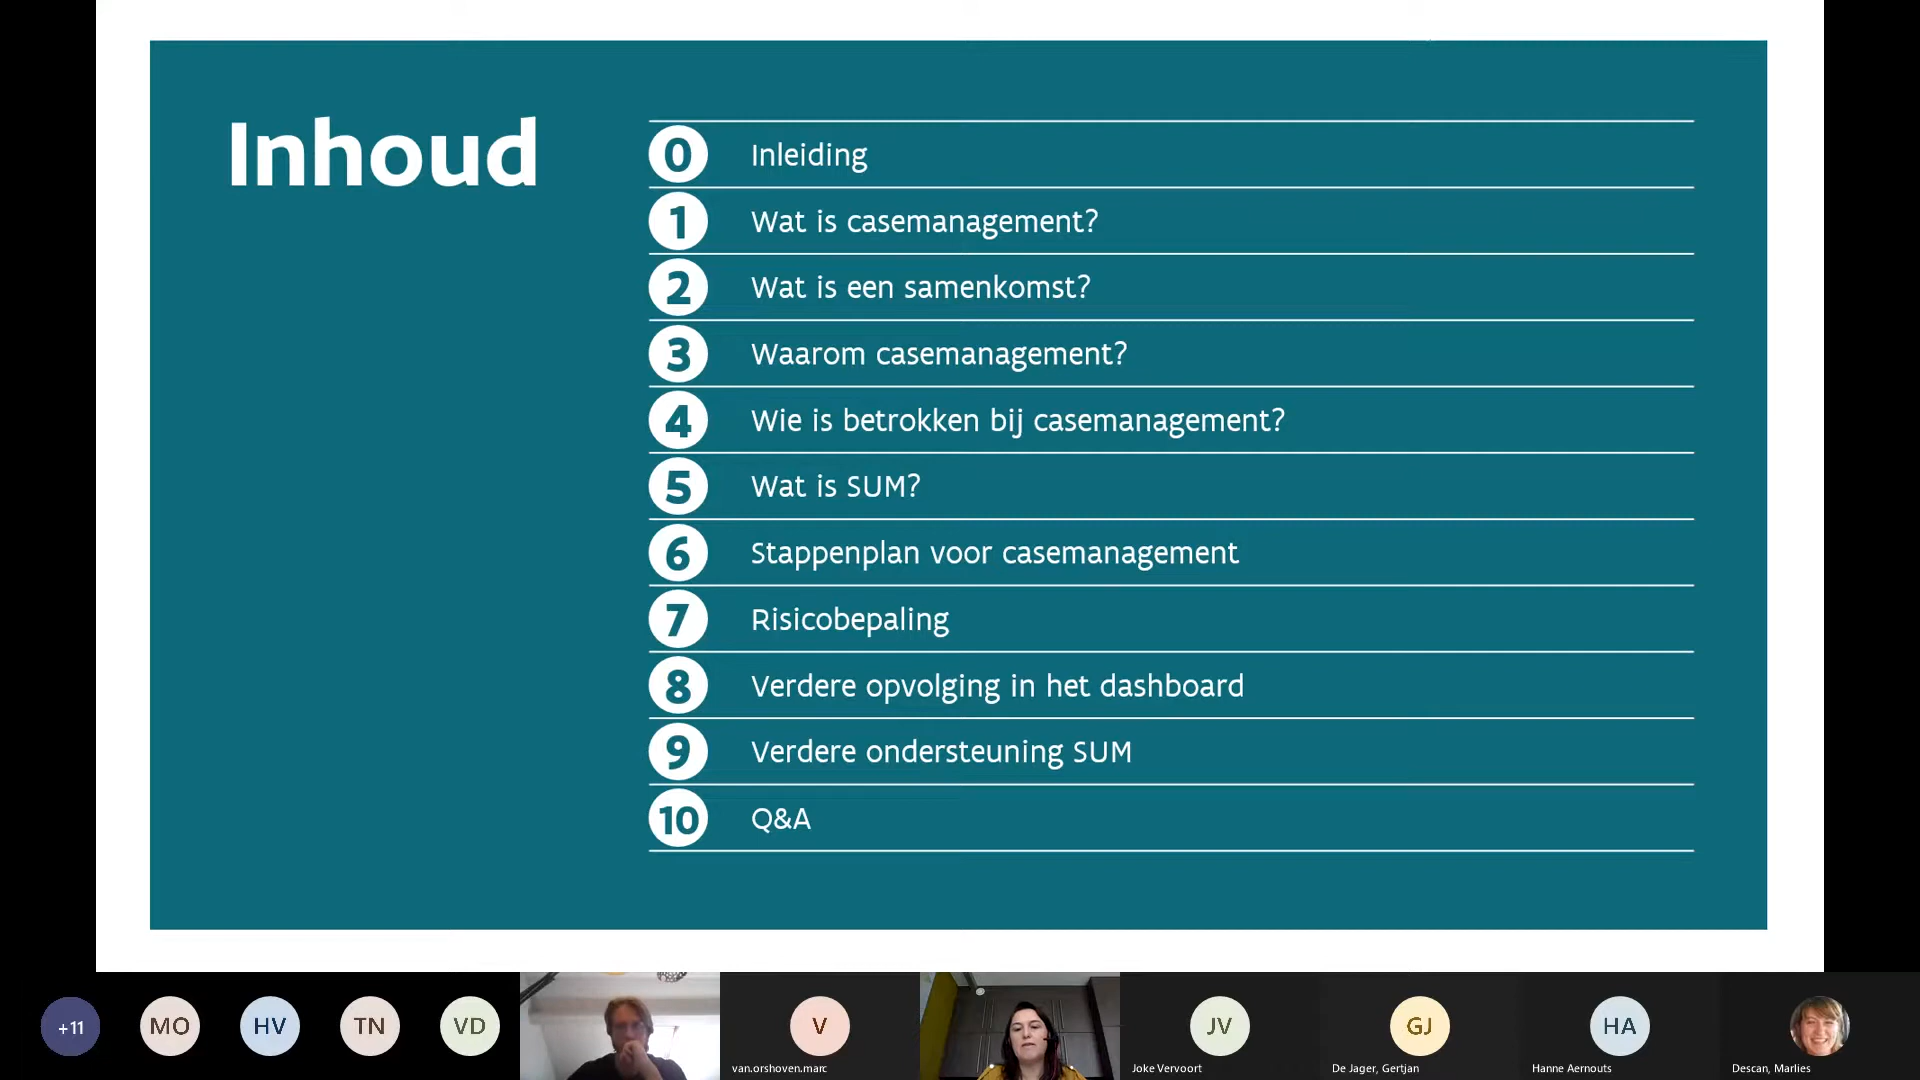 Inhoud
0 Inleiding
1 Wat is casemanagement?
2 Wat is een samenkomst?
3 Waarom casemanagement?
4 Wie is betrokken bij casemanagement?
5 Wat is SUM?
6 Stappenplan voor casemanagement
7 Risicobepaling
8 Verdere opvolging in het dashboard
9 Verdere ondersteuning SUM
10 Q&A
+11
MO
HV
TN
VD
V
van.orshoven.marc
JV
Joke Vervoort
GJ
De Jager, Gertjan
HA
Hanne Aernouts
Descan, Marlies